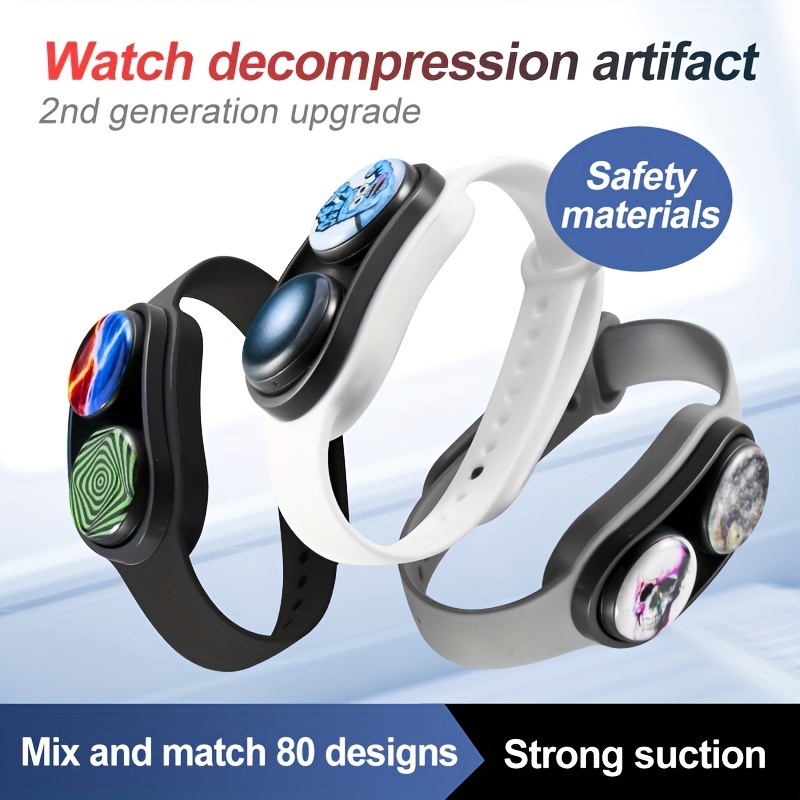 Watch decompression artifact
2nd generation upgrade
Safety
materials
Mix and match 80 designs
Strong suction